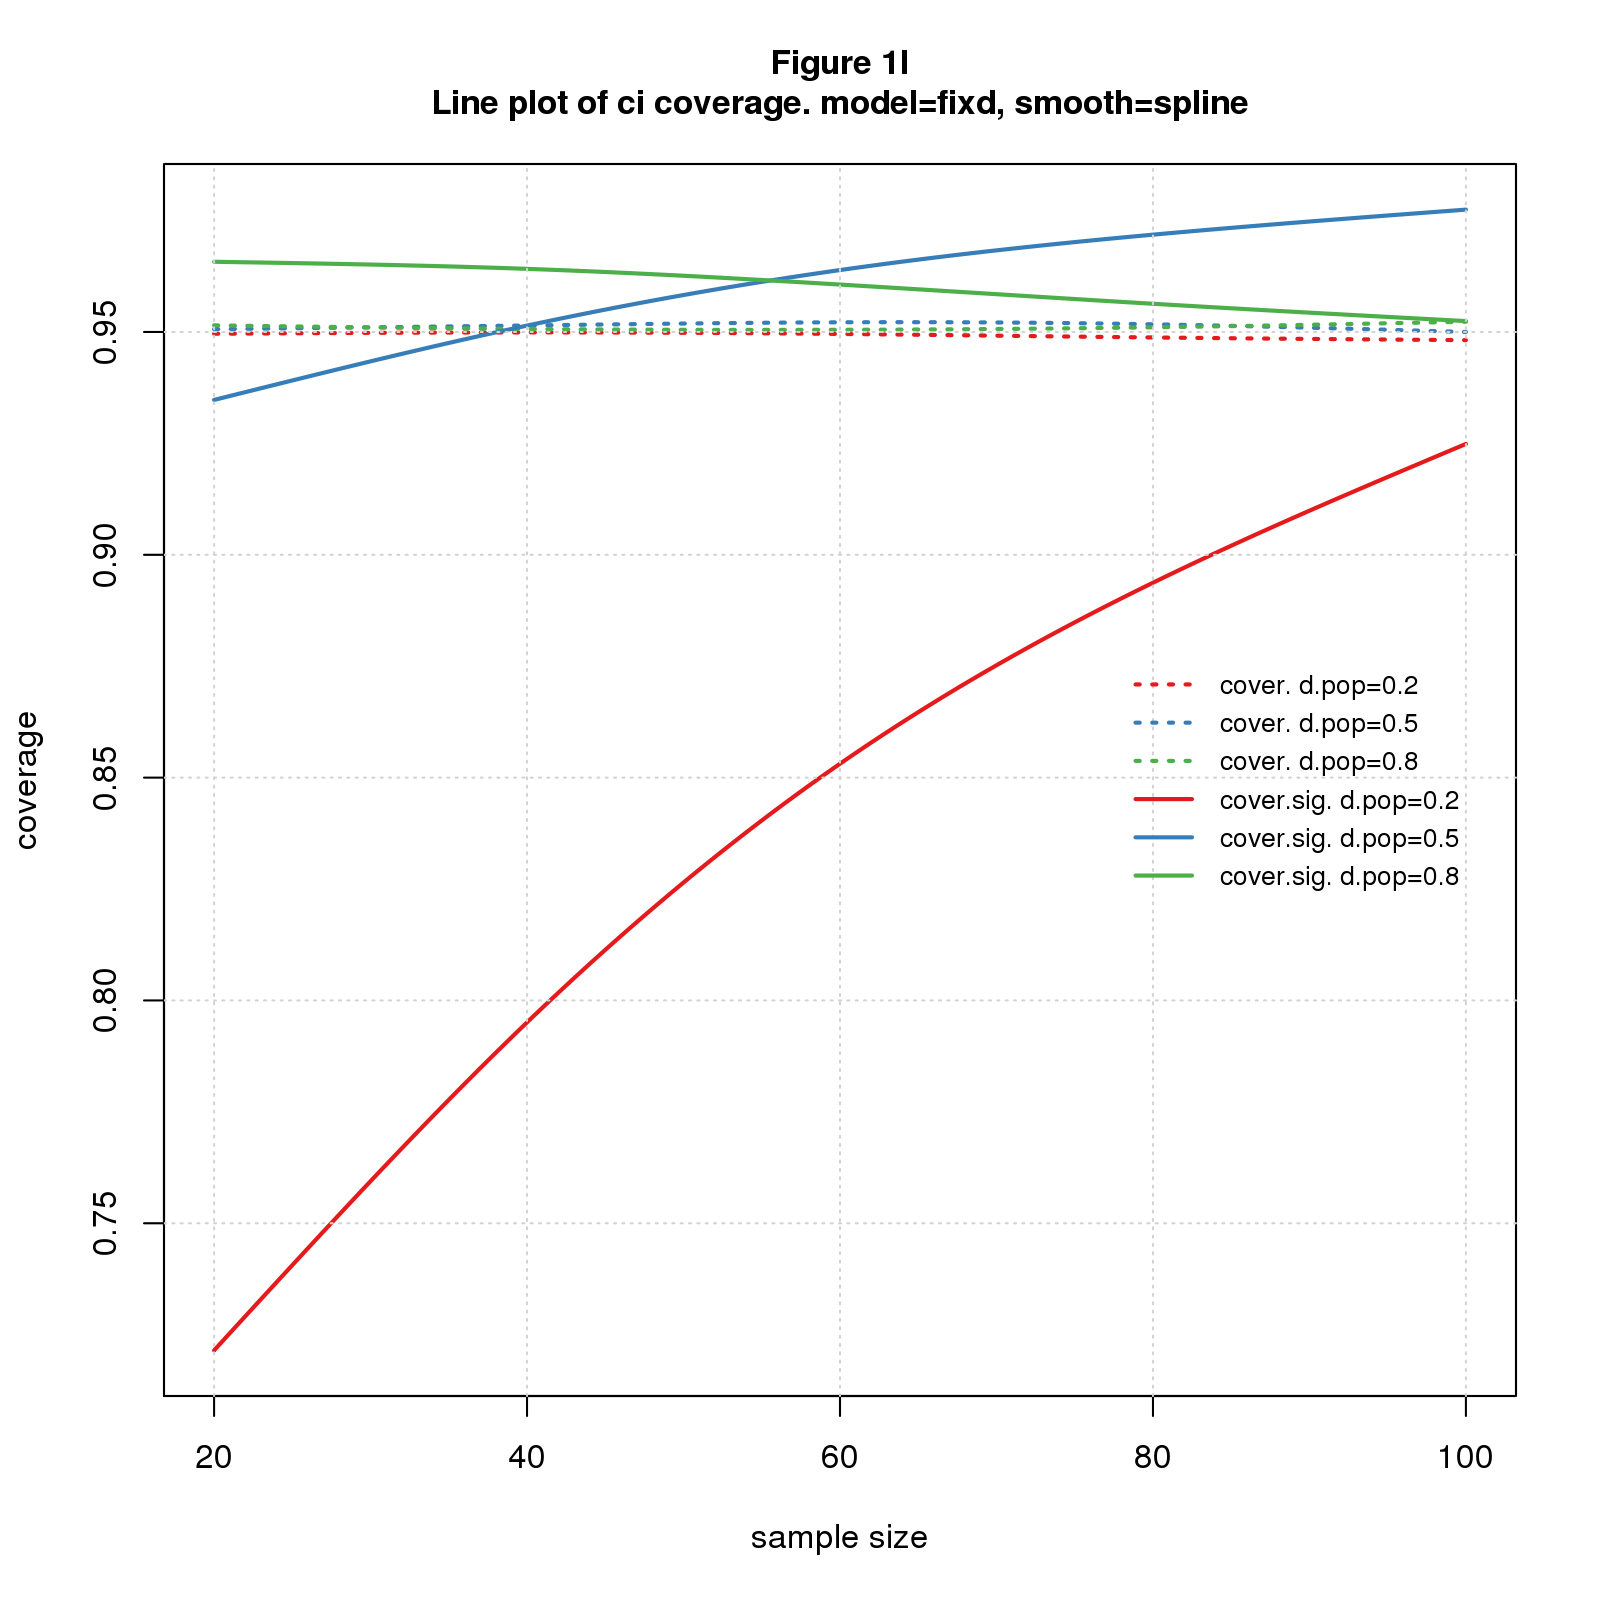 Figure 1l
Line plot of ci coverage. model=fixd, smooth=spline
coverage
0.95
0.90
0.85
0.80
0.75
cover. d.pop=0.2
cover. d.pop=0.5
cover. d.pop=0.8
cover.sig. d.pop=0.2
cover.sig. d.pop=0.5
cover.sig. d.pop=0.8
20 40 60 80 100
sample size